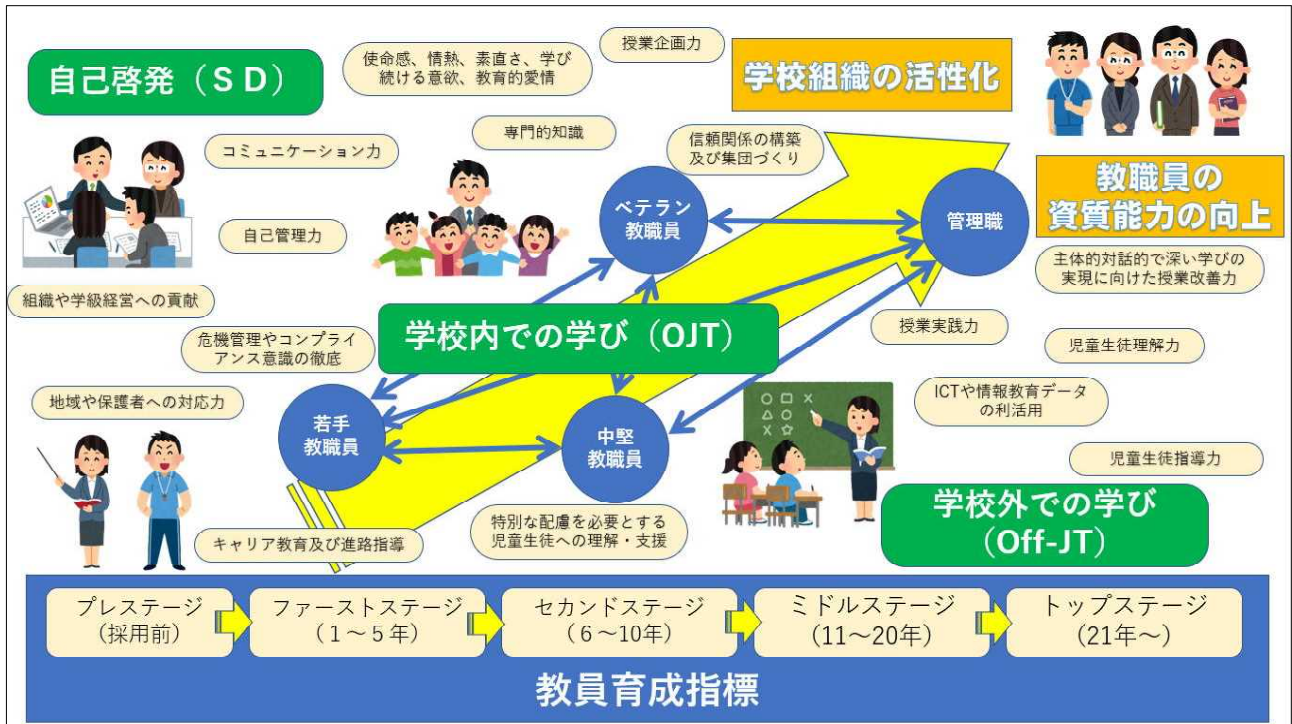 自己啓発（ＳＤ）
使命感、情熱、素直さ、学び
続ける意欲、教育的愛情
授業企画力
学校組織の活性化
コミュニケーション力
専門的知識
信頼関係の構築
及び集団づくり
ベテラン
教職員
管理職
教職員の
資質能力の向上
自己管理力
主体的対話的で深い学びの
実現に向けた授業改善力
組織や学級経営への貢献
危機管理やコンプライ
アンス意識の徹底
学校内での学び（OJT）
授業実践力
児童生徒理解力
地域や保護者への対応力
若手
教職員
中堅
教職員
ICTや情報教育データ
の利活用
児童生徒指導力
キャリア教育及び進路指導
特別な配慮を必要とする
児童生徒への理解・支援
学校外での学び
（Off-JT）
プレステージ
（採用前）
ファーストステージ
（１～５年）
セカンドステージ
（６～10年）
ミドルステージ
（11～20年）
トップステージ
（21年～）
教員育成指標